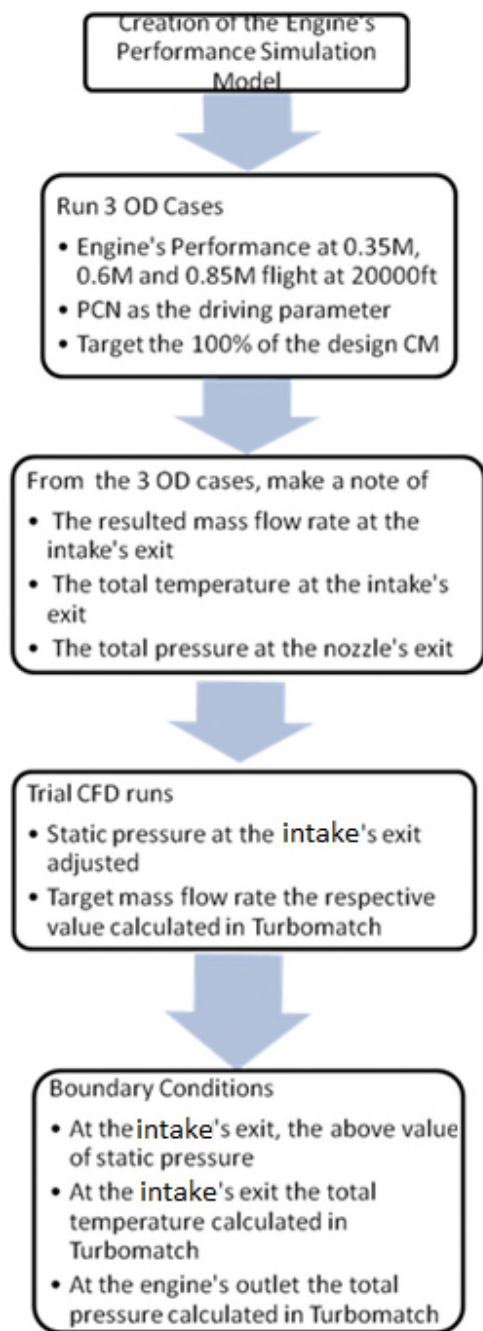 Creation of the Engine's
Performance Simulation
Model
Run 3 OD Cases
• Engine's Performance at 0.35M,
0.6M and 0.85M flight at 20000ft
• PCN as the driving parameter
• Target the 100% of the design CM
From the 3 OD cases, make a note of
• The resulted mass flow rate at the
intake's exit
• The total temperature at the intake's
exit
• The total pressure at the nozzle's exit
Trial CFD runs
• Static pressure at the intake's exit
adjusted
• Target mass flow rate the respective
value calculated in Turbomatch
Boundary Conditions
• At the intake's exit, the above value
of static pressure
• At the intake's exit the total
temperature calculated in
Turbomatch
• At the engine's outlet the total
pressure calculated in Turbomatch